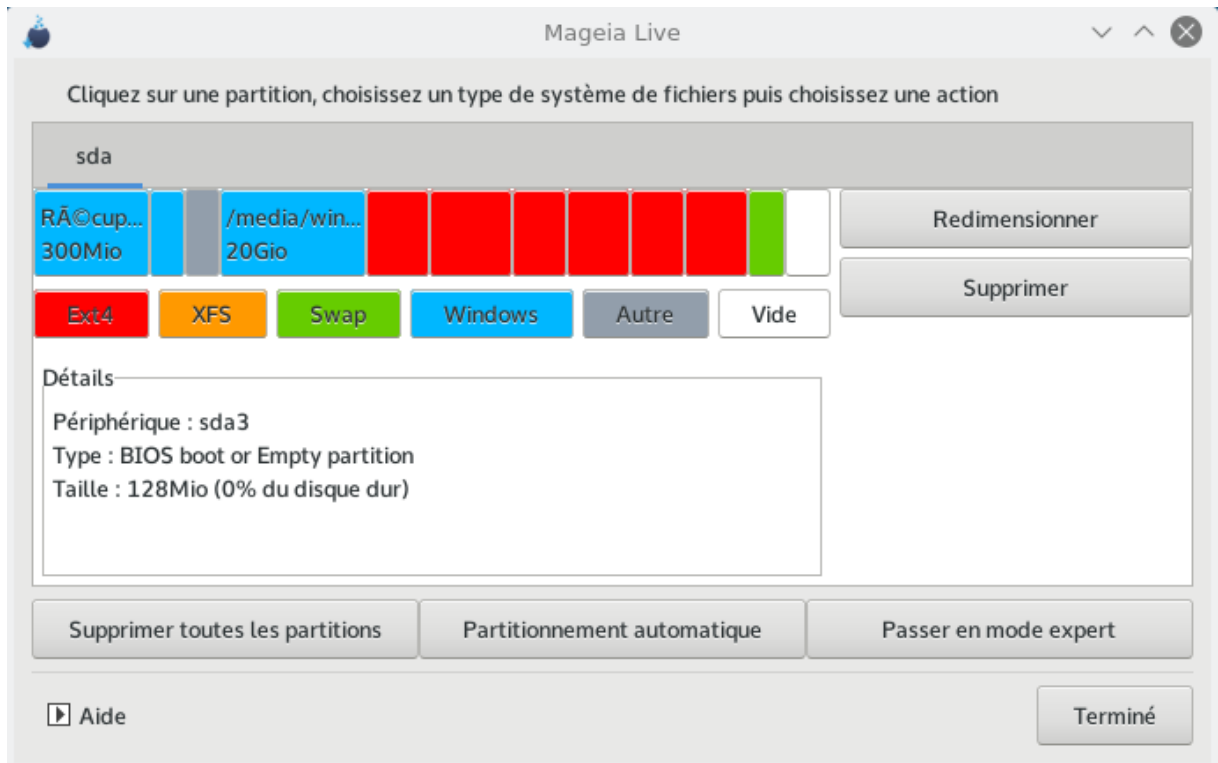 Mageia Live
Cliquez sur une partition, choisissez un type de système de fichiers puis choisissez une action
sda
RÃ©cup... /media/win...
300Mio 20Gio
Redimensionner
Supprimer
Ext4 XFS Swap Windows Autre Vide
Détails
Périphérique : sda3
Type : BIOS boot or Empty partition
Taille : 128Mio (0% du disque dur)
Supprimer toutes les partitions Partitionnement automatique Passer en mode expert
Aide Terminé